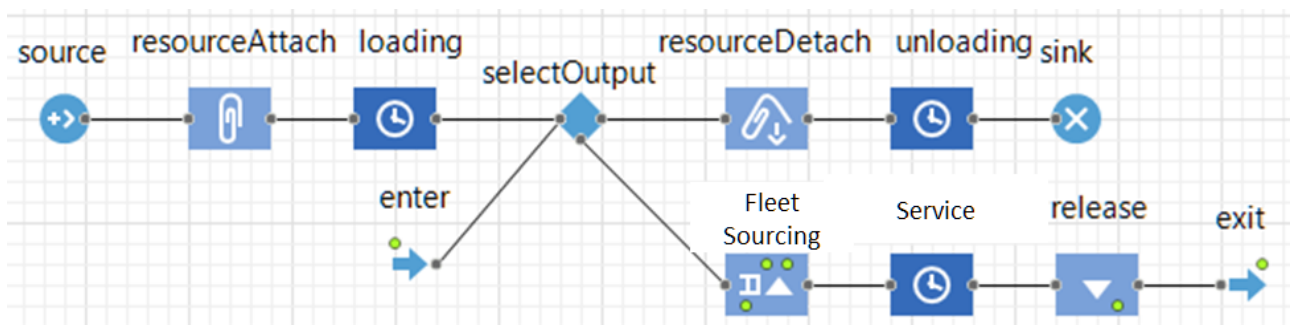 source
resourceAttach
loading
selectOutput
resourceDetach
unloading
sink
enter
Fleet
Sourcing
Service
release
exit